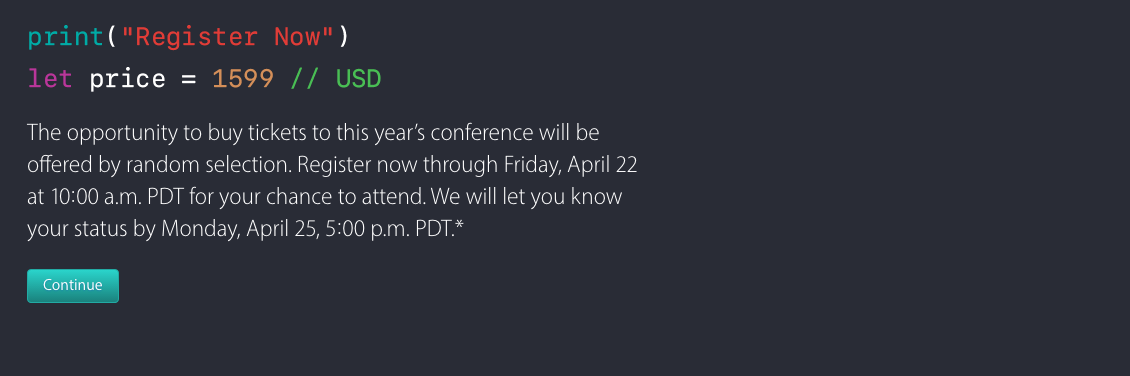 print("Register Now")
let price = 1599 // USD
The opportunity to buy tickets to this year’s conference will be
offered by random selection. Register now through Friday, April 22
at 10:00 a.m. PDT for your chance to attend. We will let you know
your status by Monday, April 25, 5:00 p.m. PDT.*
Continue